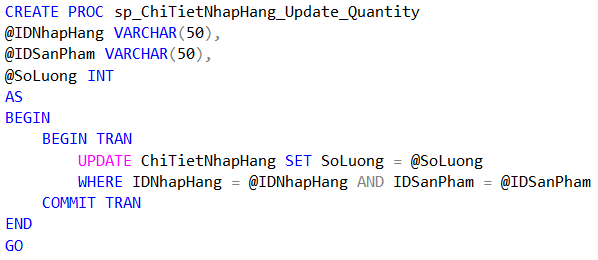 CREATE PROC sp_ChiTietNhapHang_Update_Quantity
@IDNhapHang VARCHAR(50),
@IDSanPham VARCHAR(50),
@SoLuong INT
AS
BEGIN
    BEGIN TRAN
        UPDATE ChiTietNhapHang SET SoLuong = @SoLuong
        WHERE IDNhapHang = @IDNhapHang AND IDSanPham = @IDSanPham
    COMMIT TRAN
END
GO